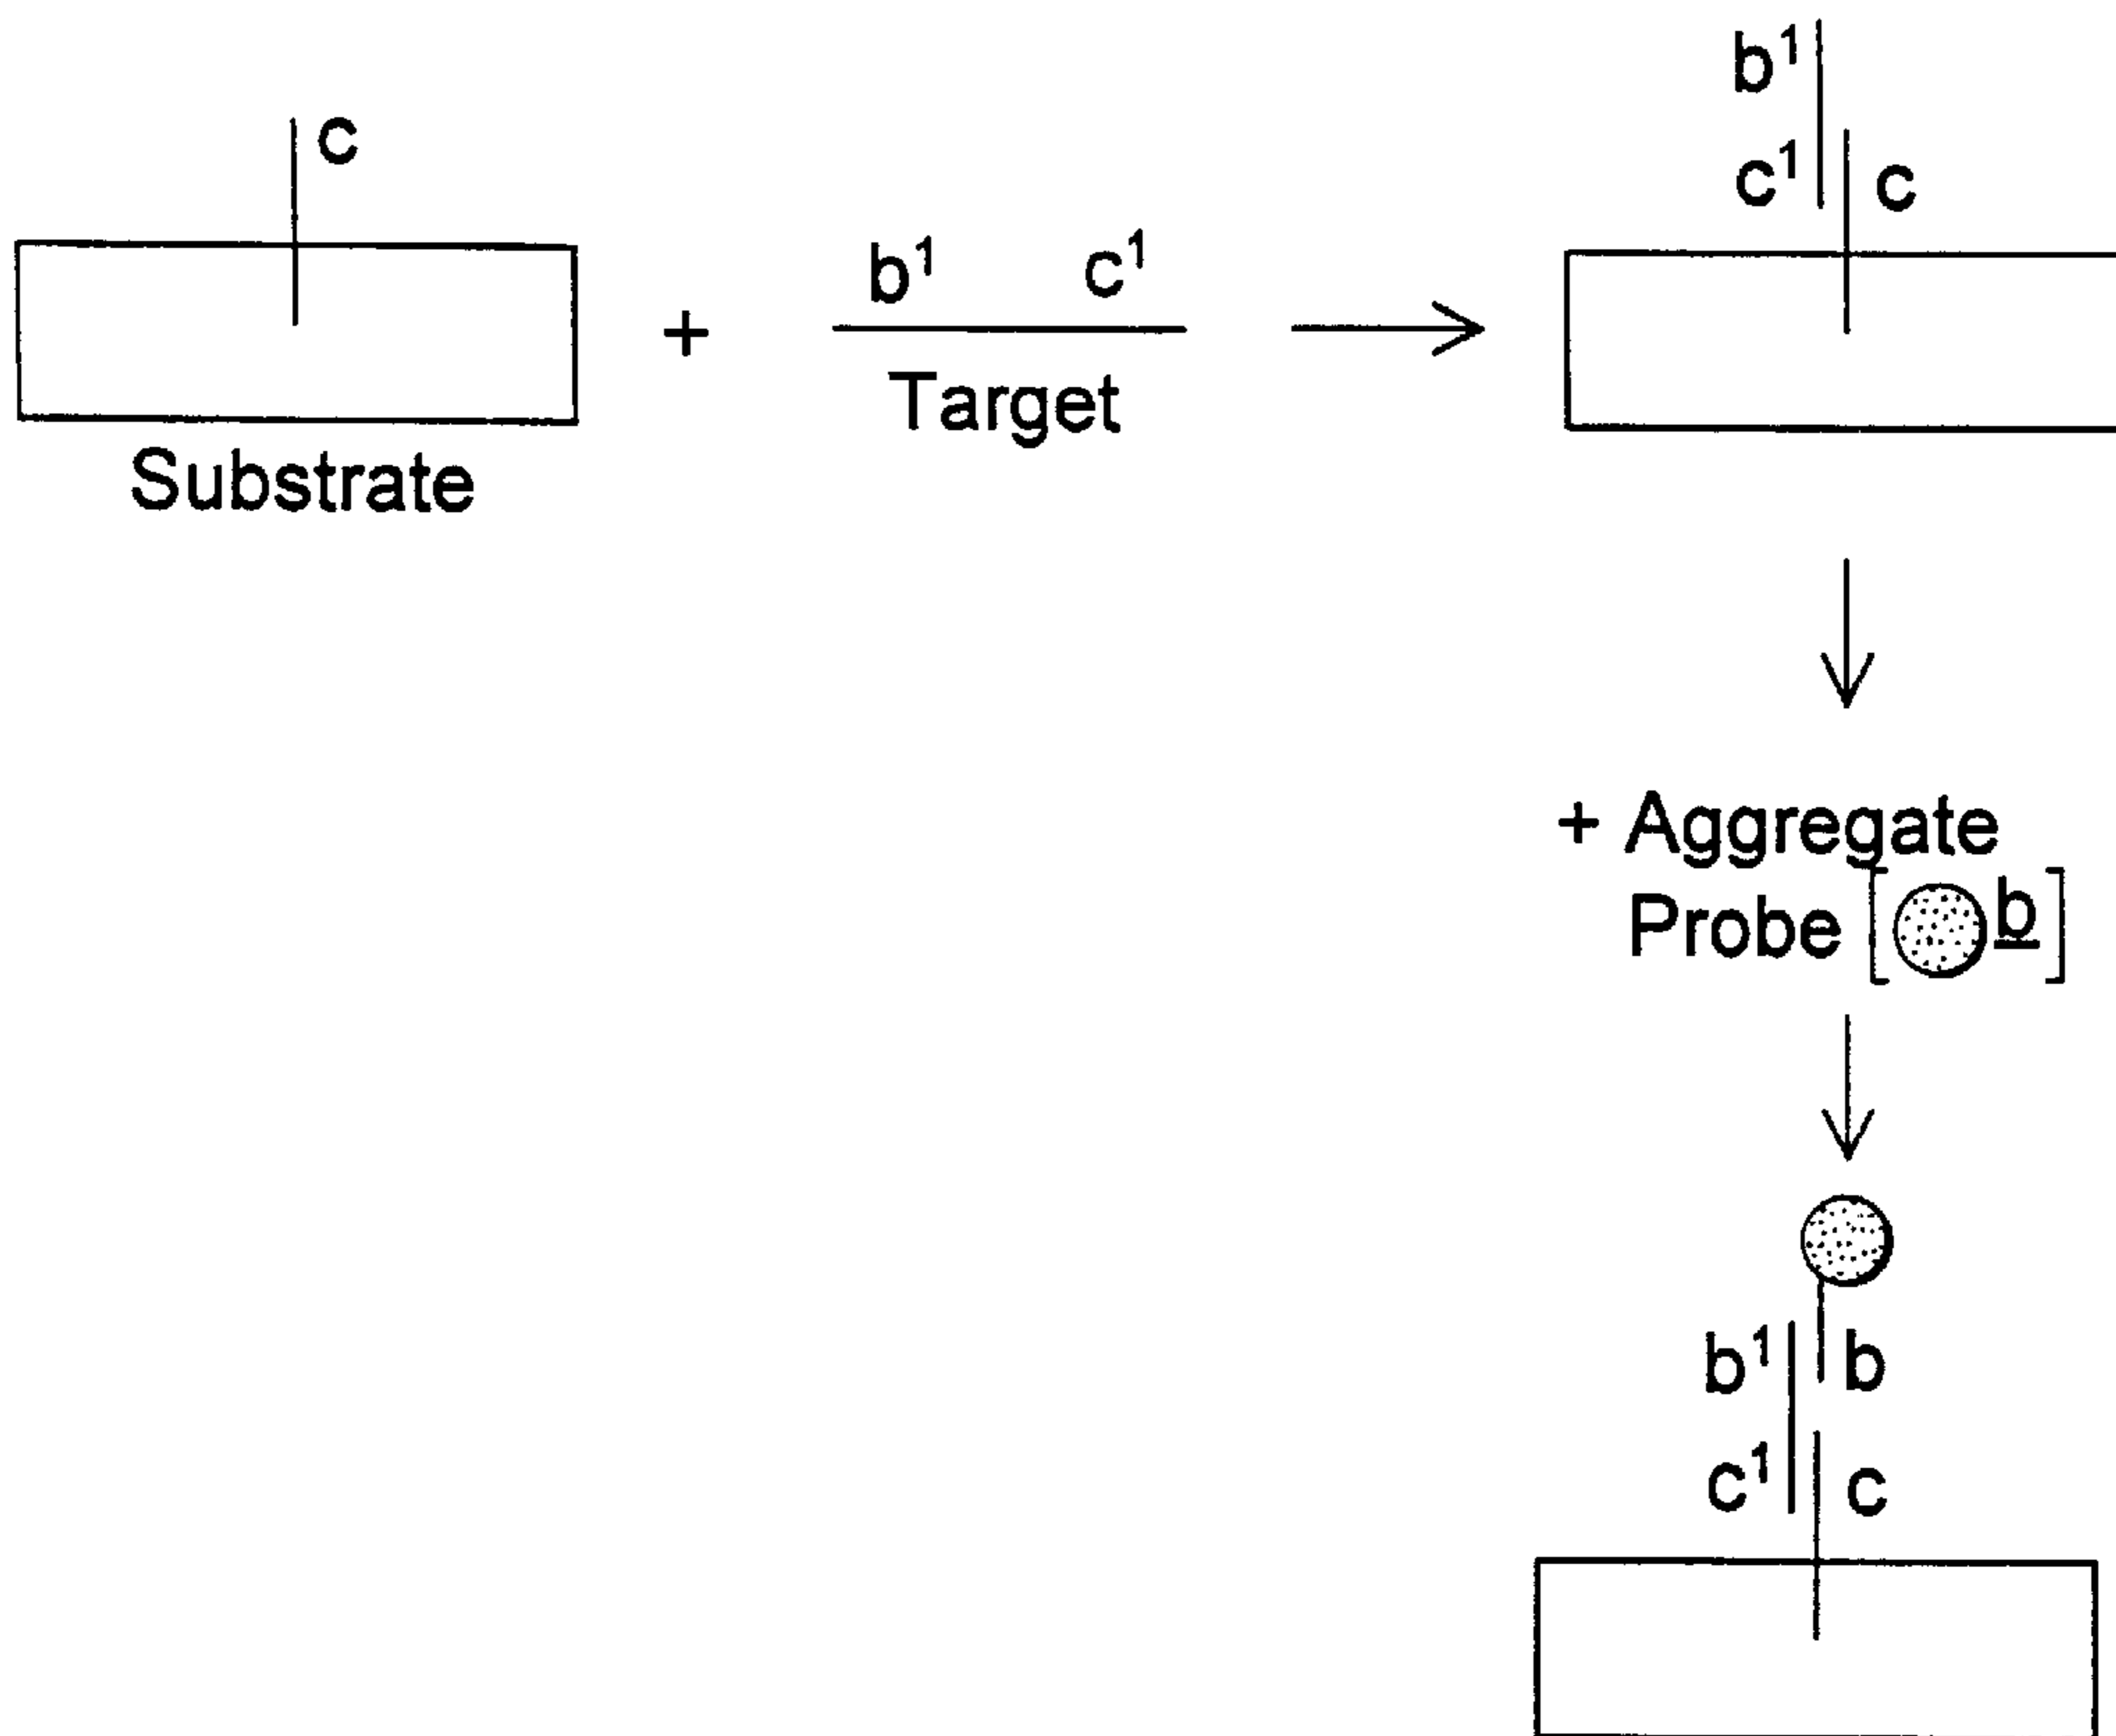 c
Substrate
+
b¹ c¹
Target
b¹
c¹ c
+ Aggregate
Probe [ b]
b¹ b
c¹ c